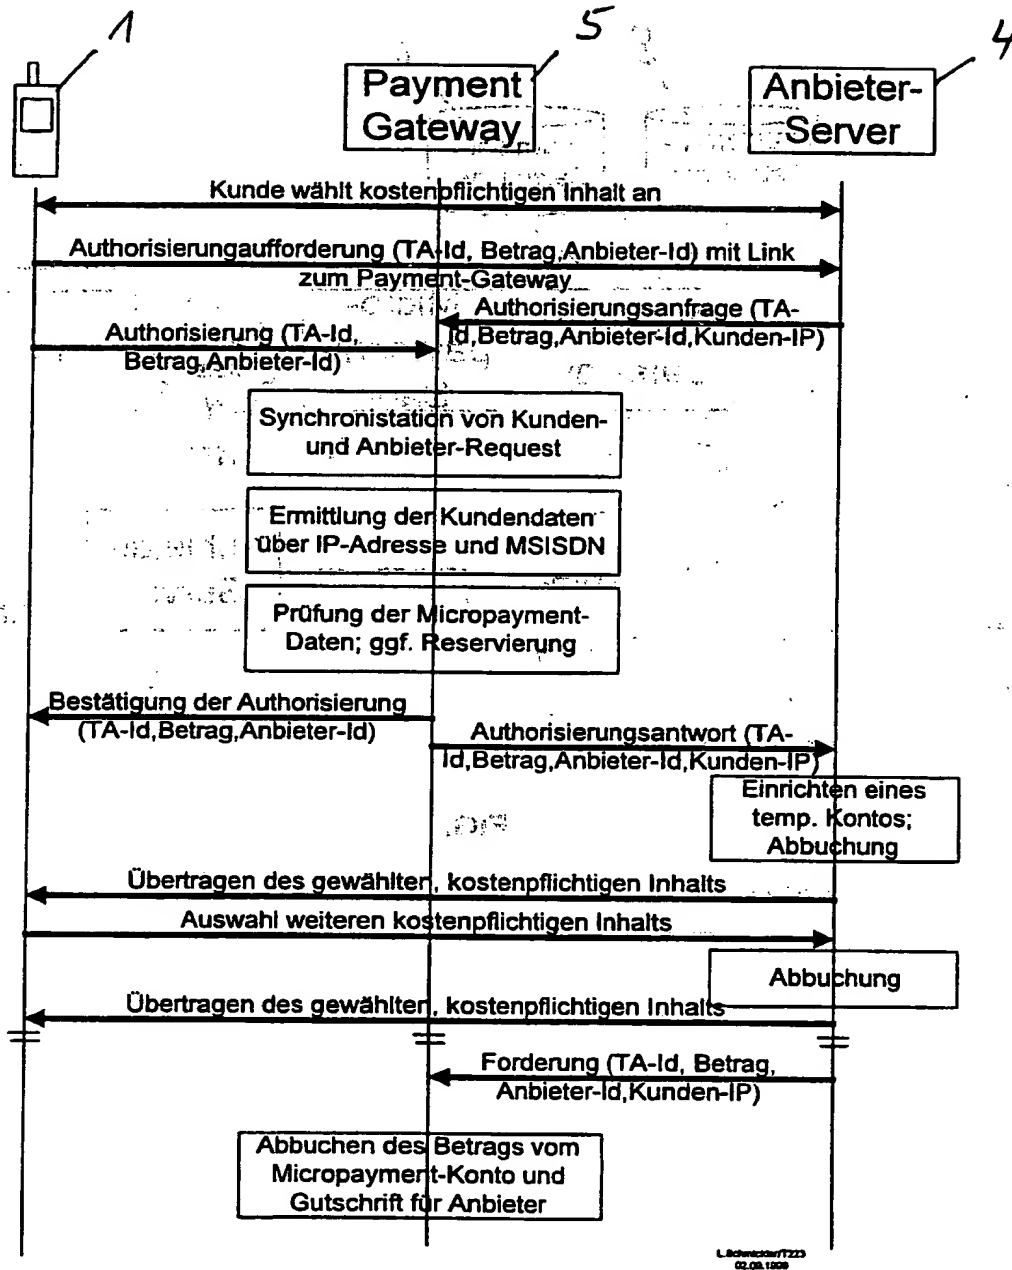 1
5
4
Payment
Gateway
Anbieter-
Server
Kunde wählt kostenpflichtigen Inhalt an
Authorisierungaufforderung (TA-Id, Betrag,Anbieter-Id) mit Link
zum Payment-Gateway
Authorisierungsanfrage (TA-
Id,Betrag,Anbieter-Id,Kunden-IP)
Authorisierung (TA-Id,
Betrag,Anbieter-Id)
Synchronistation von Kunden-
und Anbieter-Request
Ermittlung der Kundendaten
über IP-Adresse und MSISDN
Prüfung der Micropayment-
Daten; ggf. Reservierung
Bestätigung der Authorisierung
(TA-Id,Betrag,Anbieter-Id)
Authorisierungsantwort (TA-
Id,Betrag,Anbieter-Id,Kunden-IP)
Einrichten eines
temp. Kontos;
Abbuchung
Übertragen des gewählten, kostenpflichtigen Inhalts
Auswahl weiteren kostenpflichtigen Inhalts
Abbuchung
Übertragen des gewählten, kostenpflichtigen Inhalts
Forderung (TA-Id, Betrag,
Anbieter-Id,Kunden-IP)
Abbuchen des Betrags vom
Micropayment-Konto und
Gutschrift für Anbieter